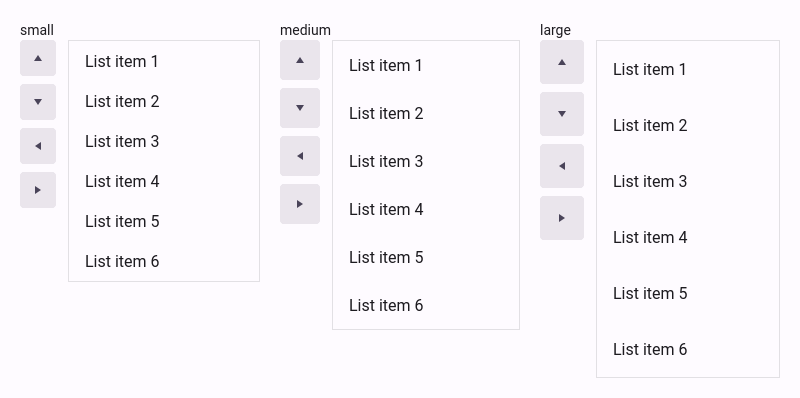 small
List item 1
List item 2
List item 3
List item 4
List item 5
List item 6
medium
List item 1
List item 2
List item 3
List item 4
List item 5
List item 6
large
List item 1
List item 2
List item 3
List item 4
List item 5
List item 6